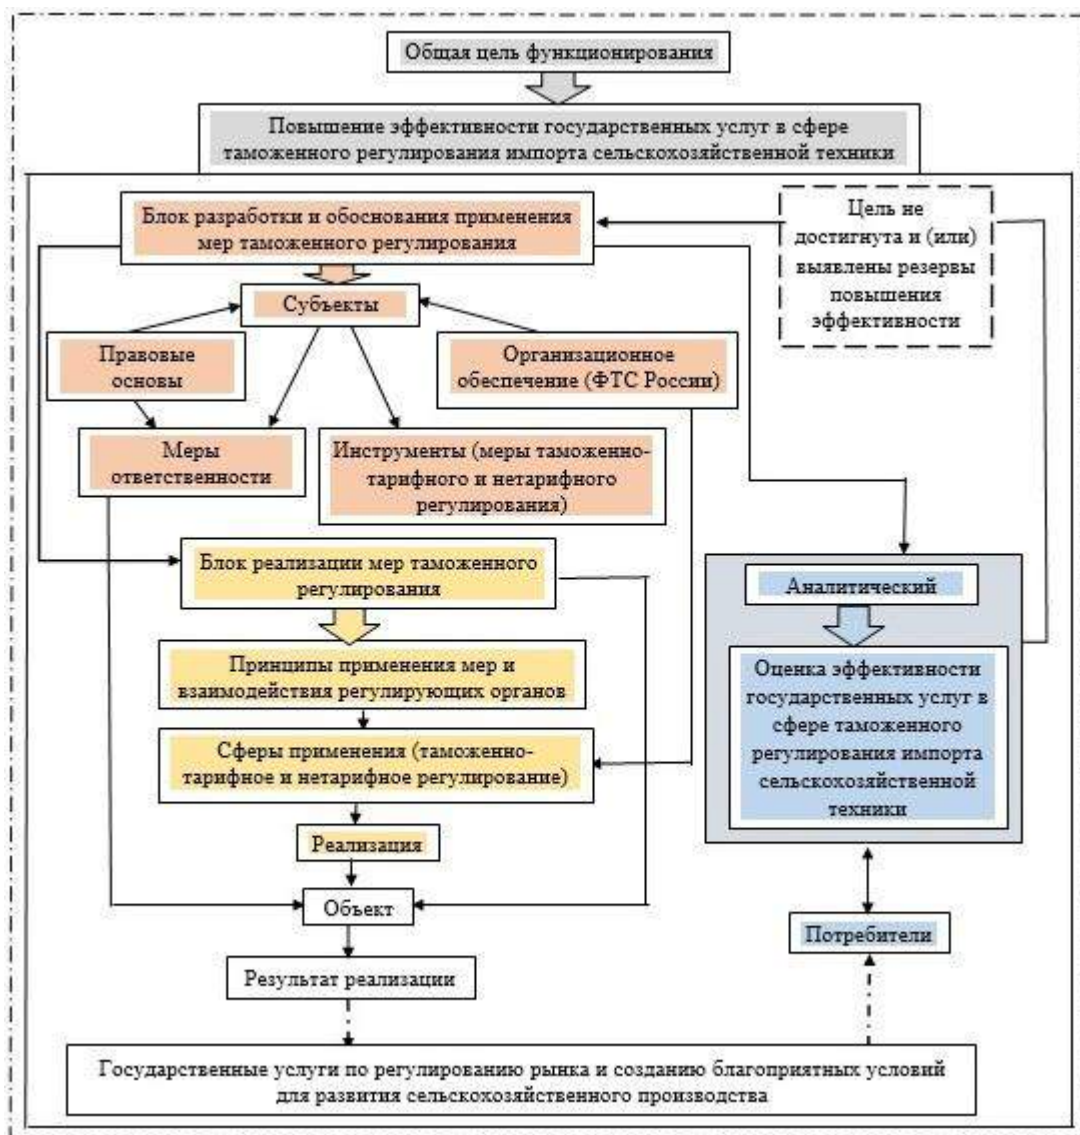 Общая цель функционирования
Повышение эффективности государственных услуг в сфере
таможенного регулирования импорта сельскохозяйственной техники
Блок разработки и обоснования применения
мер таможенного регулирования
Цель не
достигнута и (или)
выявлены резервы
повышения
эффективности
Субъекты
Правовые
основы
Организационное
обеспечение (ФТС России)
Меры
ответственности
Инструменты (меры таможенно-
тарифного и нетарифного
регулирования)
Блок реализации мер таможенного
регулирования
Аналитический
Принципы применения мер и
взаимодействия регулирующих органов
Оценка эффективности
государственных услуг в
сфере таможенного
регулирования импорта
сельскохозяйственной
техники
Сферы применения (таможенно-
тарифное и нетарифное регулирование)
Реализация
Объект
Потребители
Результат реализации
Государственные услуги по регулированию рынка и созданию благоприятных условий
для развития сельскохозяйственного производства